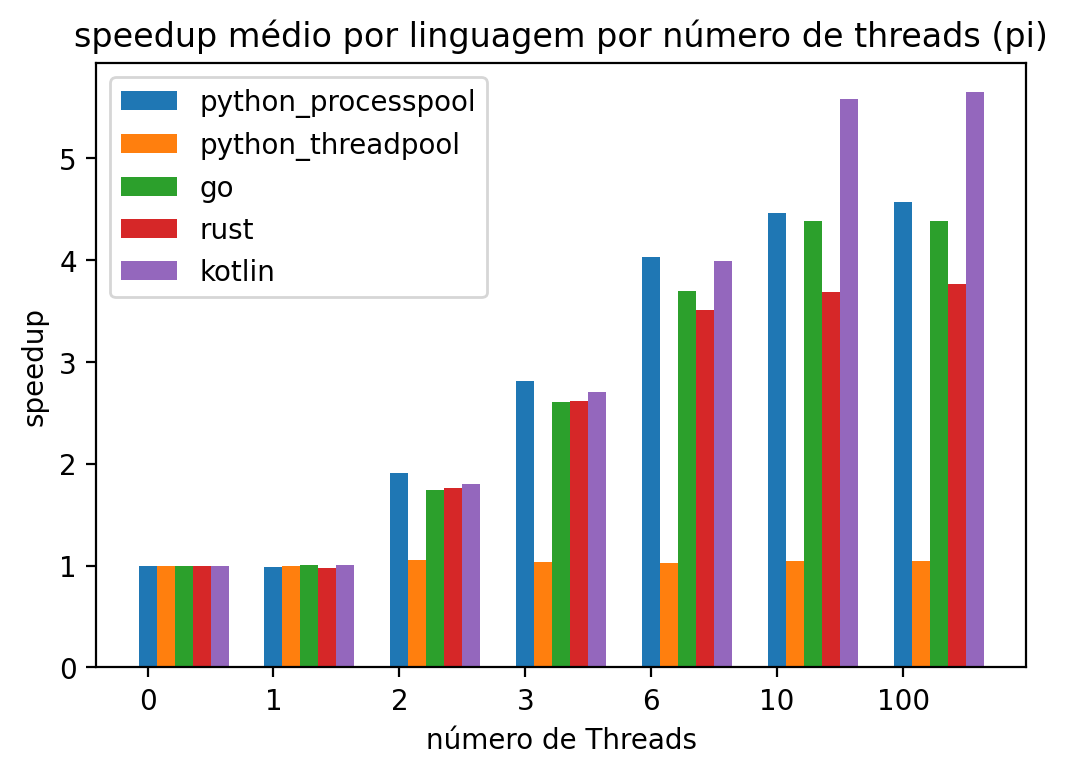 speedup médio por linguagem por número de threads (pi)
python_processpool
python_threadpool
go
rust
kotlin
speedup
5
4
3
2
1
0
0 1 2 3 6 10 100
número de Threads